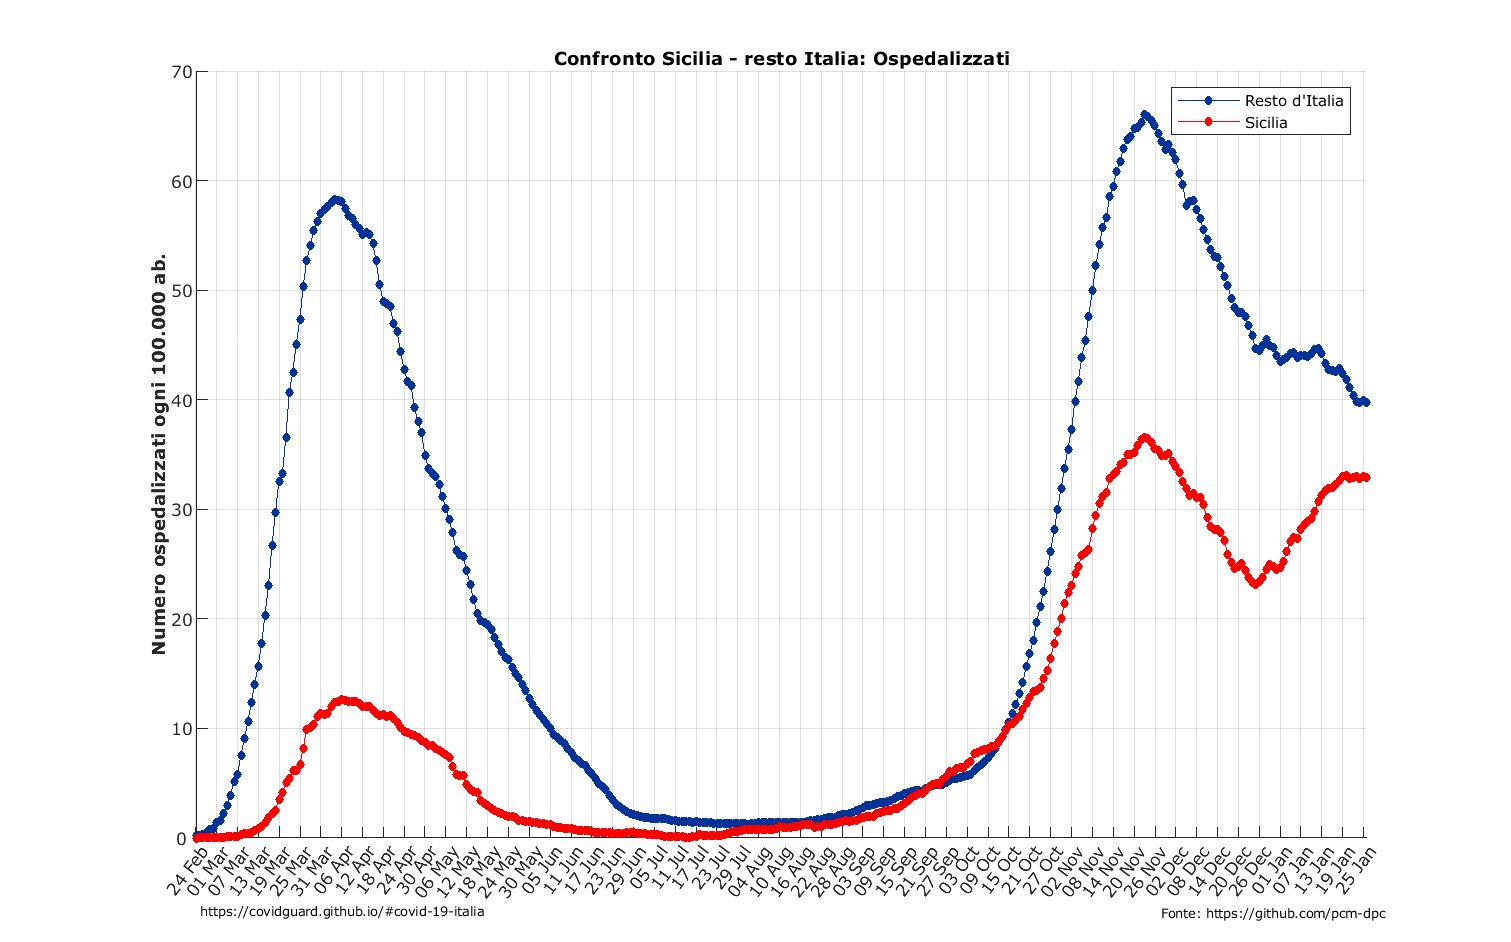 Confronto Sicilia - resto Italia: Ospedalizzati
Resto d'Italia
Sicilia
Numero ospedalizzati ogni 100.000 ab.
70
60
50
40
30
20
10
0
24 Feb
01 Mar
07 Mar
13 Mar
19 Mar
25 Mar
31 Mar
06 Apr
12 Apr
18 Apr
24 Apr
30 Apr
06 May
12 May
18 May
24 May
30 May
05 Jun
11 Jun
17 Jun
23 Jun
29 Jun
05 Jul
11 Jul
17 Jul
23 Jul
29 Jul
04 Aug
10 Aug
16 Aug
22 Aug
28 Aug
03 Sep
09 Sep
15 Sep
21 Sep
27 Sep
03 Oct
09 Oct
15 Oct
21 Oct
27 Oct
02 Nov
08 Nov
14 Nov
20 Nov
26 Nov
02 Dec
08 Dec
14 Dec
20 Dec
26 Dec
01 Jan
07 Jan
13 Jan
19 Jan
25 Jan
https://covidguard.github.io/#covid-19-italia
Fonte: https://github.com/pcm-dpc